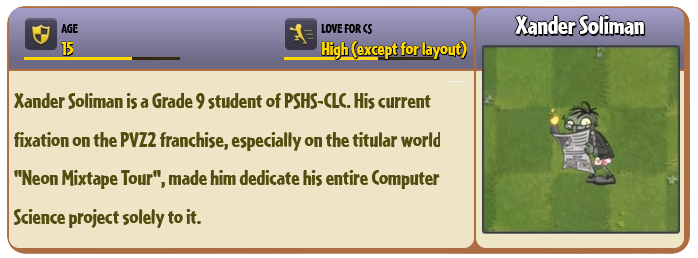 AGE
15
LOVE FOR CS
High (except for layout)
Xander Soliman
Xander Soliman is a Grade 9 student of PSHS-CLC. His current
fixation on the PVZ2 franchise, especially on the titular world
"Neon Mixtape Tour", made him dedicate his entire Computer
Science project solely to it.